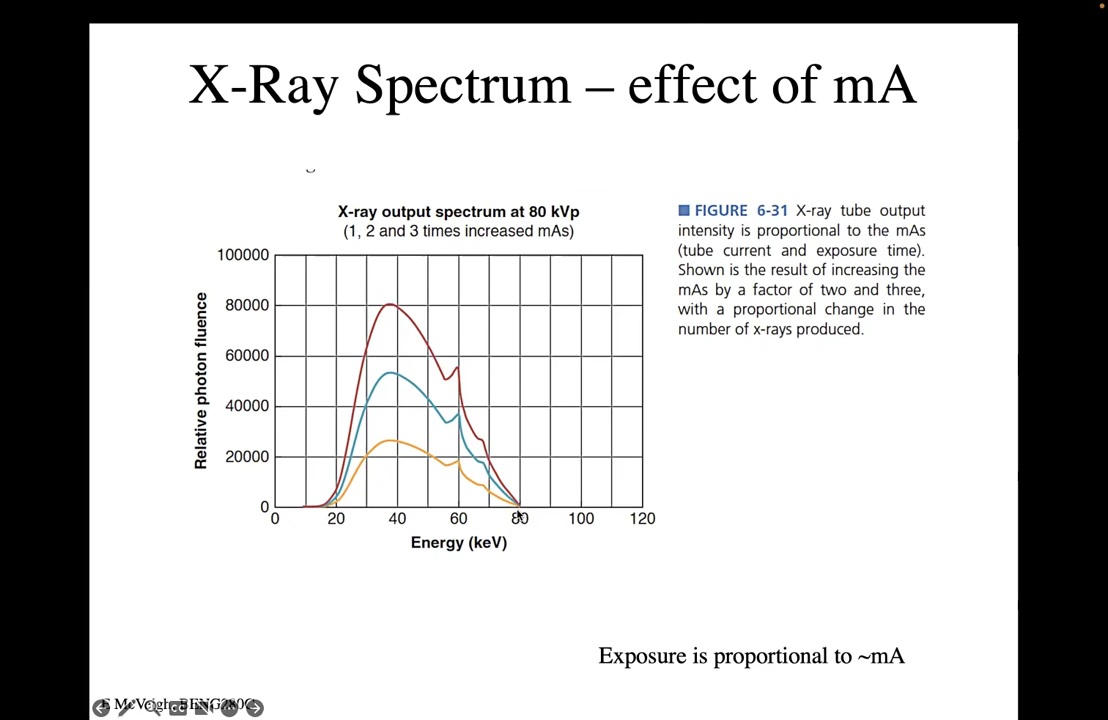 X-Ray Spectrum – effect of mA
X-ray output spectrum at 80 kVp
(1, 2 and 3 times increased mAs)
100000
80000
60000
40000
20000
0
Relative photon fluence
0 20 40 60 80 100 120
Energy (keV)
FIGURE 6-31 X-ray tube output
intensity is proportional to the mAs
(tube current and exposure time).
Shown is the result of increasing the
mAs by a factor of two and three,
with a proportional change in the
number of x-rays produced.
Exposure is proportional to ~mA
E McVeigh, BENG280C